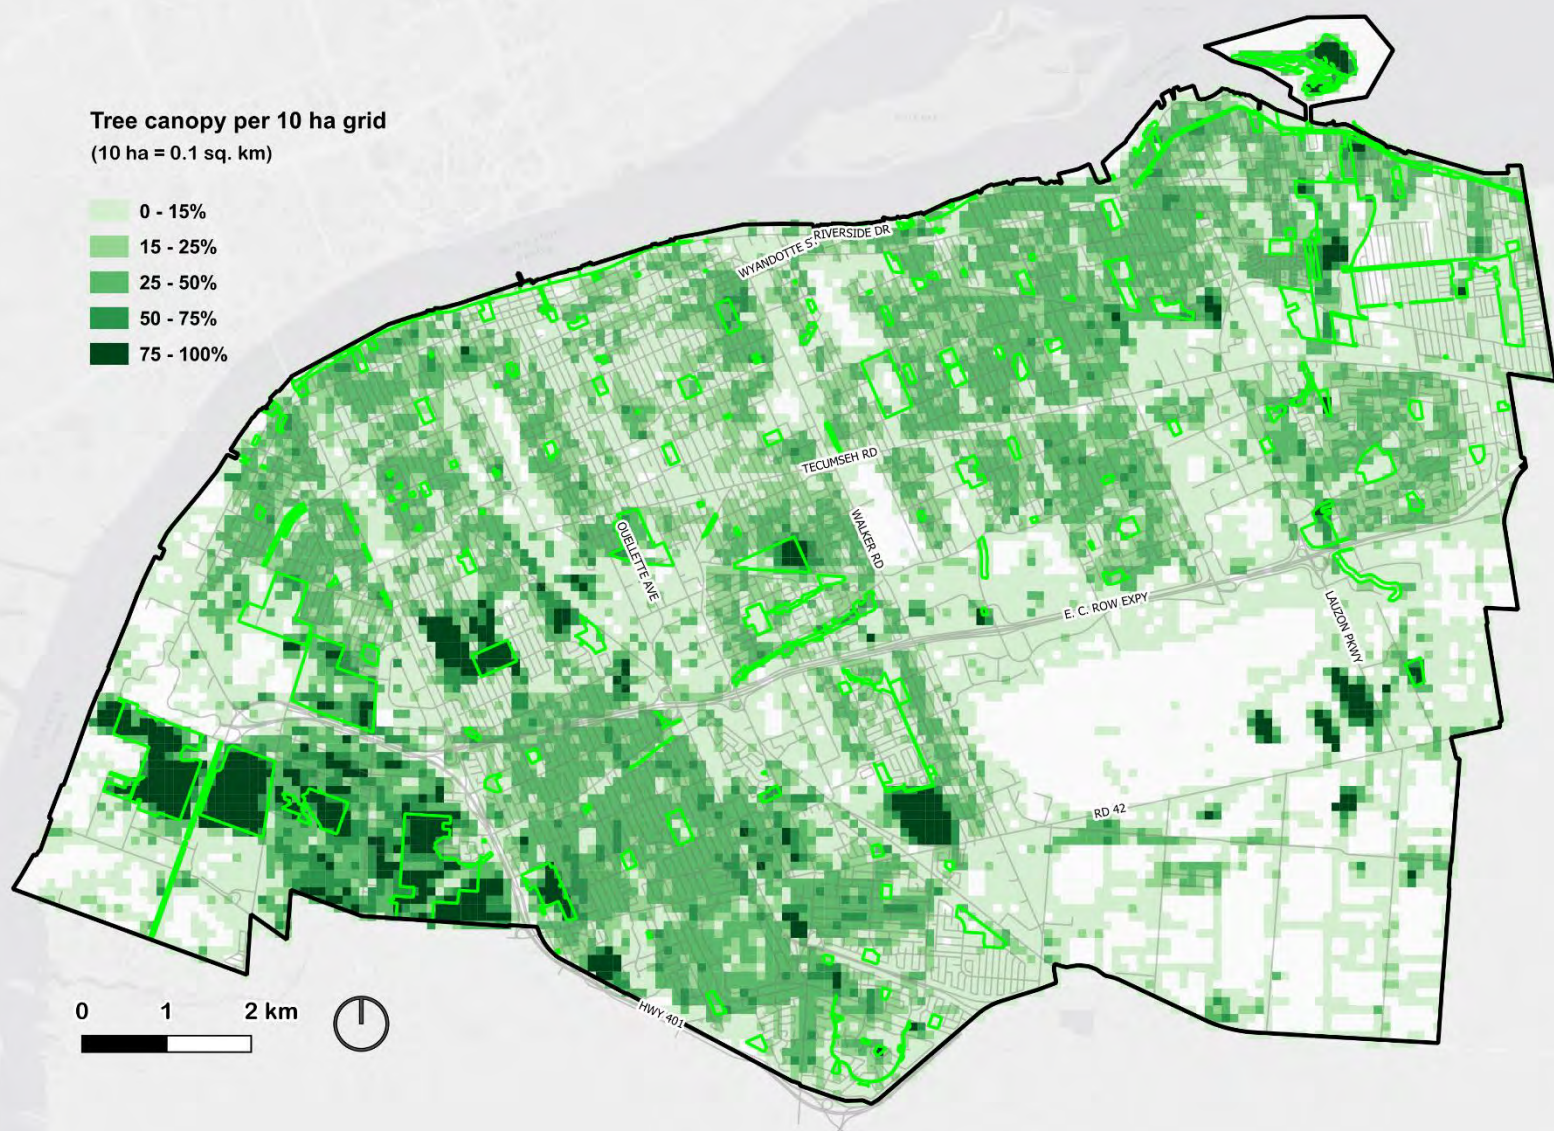 Tree canopy per 10 ha grid
(10 ha = 0.1 sq. km)
0 - 15%
15 - 25%
25 - 50%
50 - 75%
75 - 100%
RIVERSIDE DR
WYANDOTTE ST
TECUMSEH RD
WALKER RD
OUELLETTE AVE
E. C. ROW EXPY
LAUZON PKWY
RD 42
HWY 401
0 1 2 km